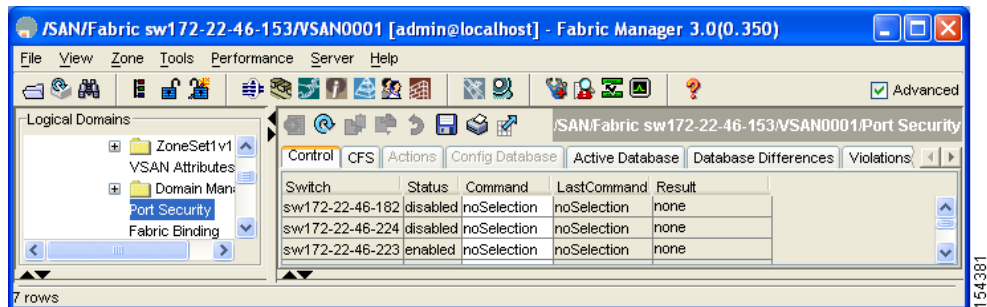 /SAN/Fabric sw172-22-46-153/VSAN0001 [admin@localhost] - Fabric Manager 3.0(0.350)
File View Zone Tools Performance Server Help
Advanced
Logical Domains
/SAN/Fabric sw172-22-46-153/VSAN0001/Port Security
ZoneSet1v1
VSAN Attributes
Domain Man
Port Security
Fabric Binding
Control CFS Actions Config Database Active Database Database Differences Violations
Switch Status Command LastCommand Result
sw172-22-46-182 disabled noSelection noSelection none
sw172-22-46-224 disabled noSelection noSelection none
sw172-22-46-223 enabled noSelection noSelection none
7 rows
154381